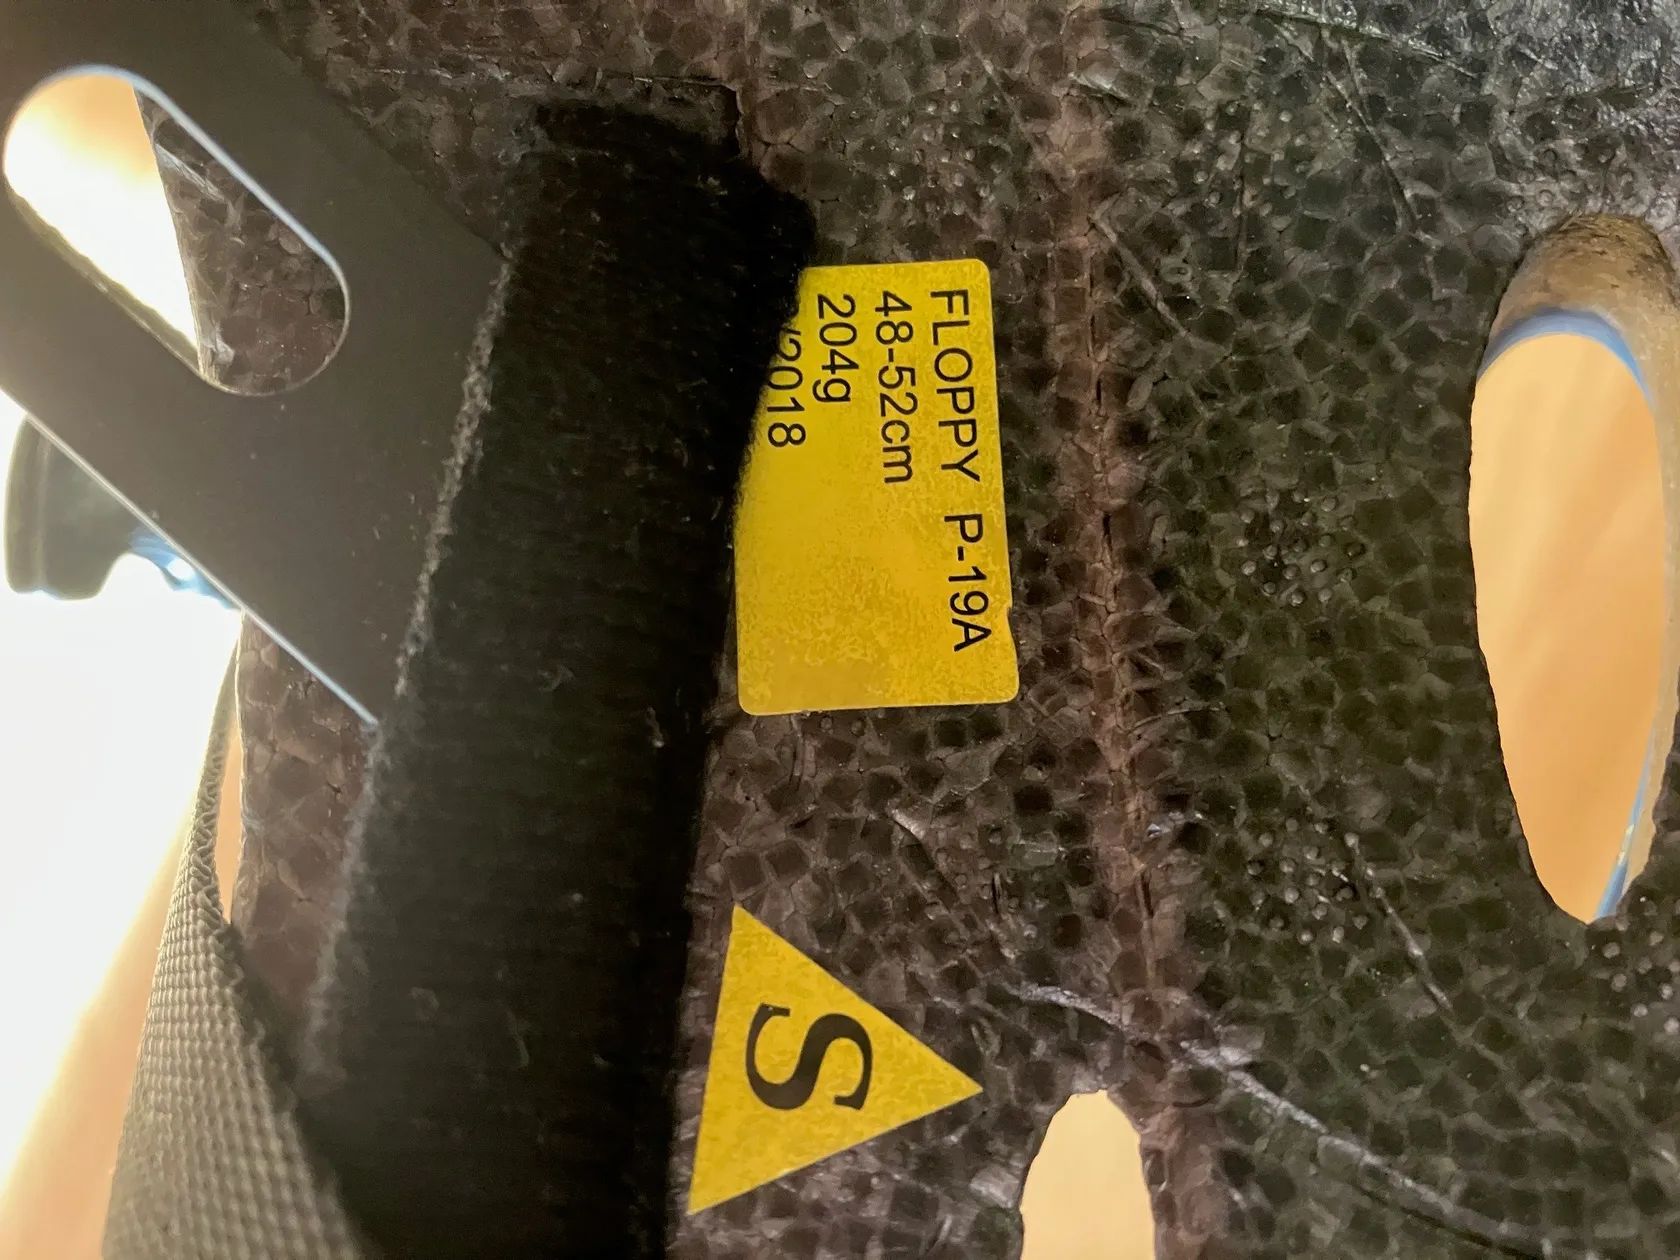 FLOPPY P-19A
48-52cm
204g
/2018
S